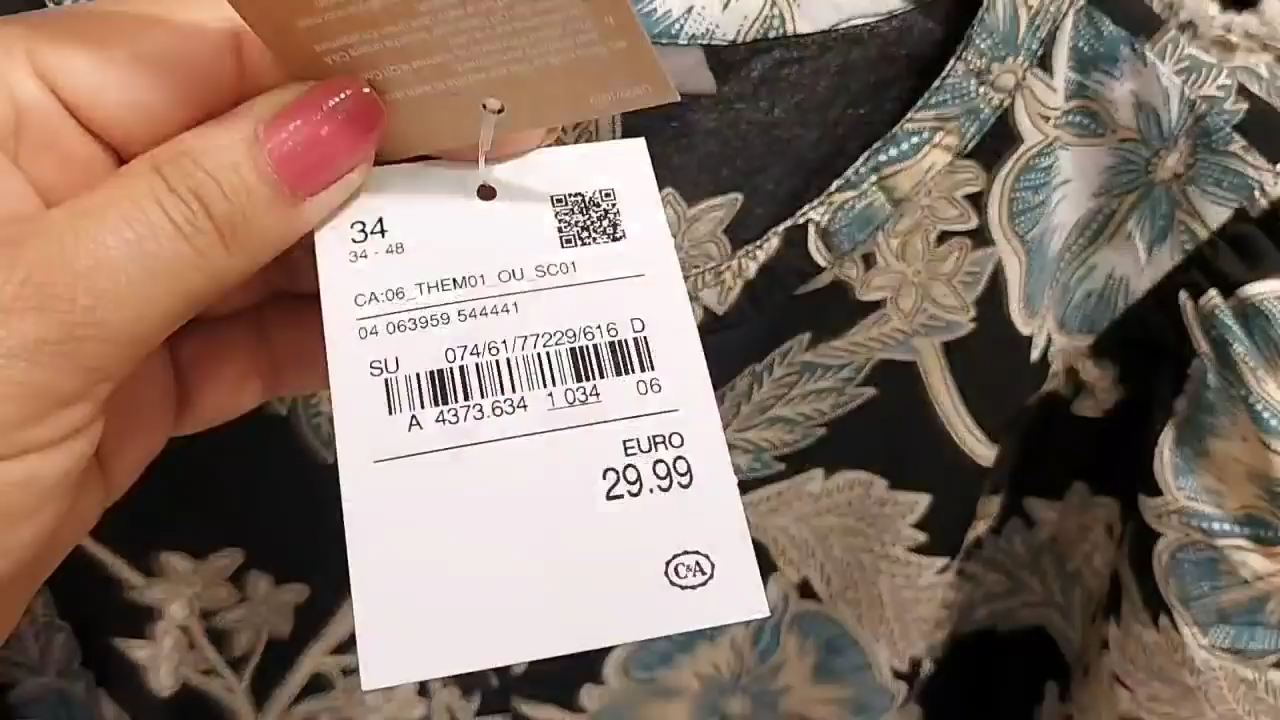 34
34 - 48
CA:06_THEM01_OU_SC01
04 063959 544441
SU 074/61/77229/616 D
A 4373.634 1 034 06
EURO
29.99
C&A